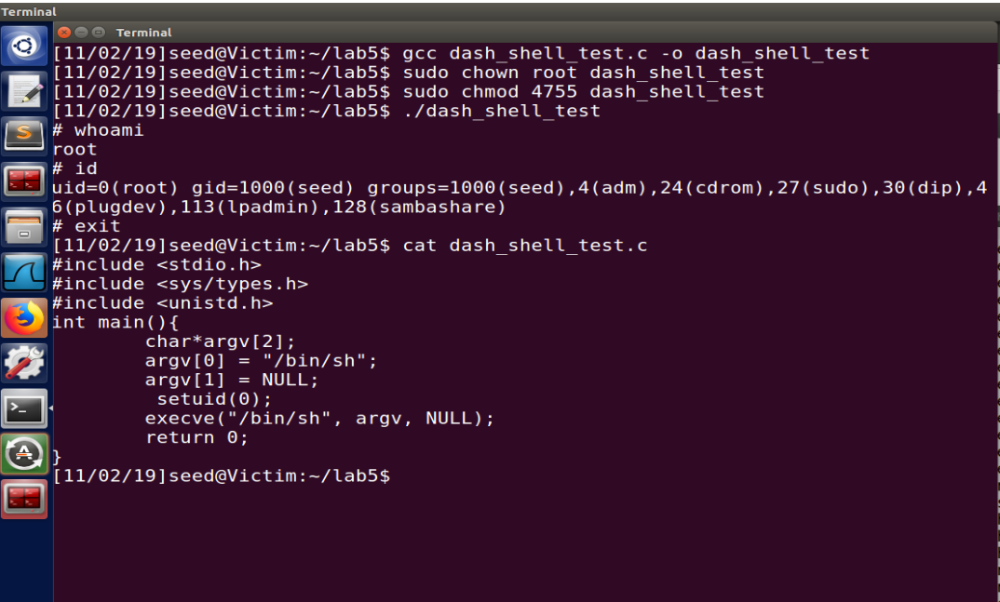 Terminal
Terminal
[11/02/19]seed@Victim:~/lab5$ gcc dash_shell_test.c -o dash_shell_test
[11/02/19]seed@Victim:~/lab5$ sudo chown root dash_shell_test
[11/02/19]seed@Victim:~/lab5$ sudo chmod 4755 dash_shell_test
[11/02/19]seed@Victim:~/lab5$ ./dash_shell_test
# whoami
root
# id
uid=0(root) gid=1000(seed) groups=1000(seed),4(adm),24(cdrom),27(sudo),30(dip),4
6(plugdev),113(lpadmin),128(sambashare)
# exit
[11/02/19]seed@Victim:~/lab5$ cat dash_shell_test.c
#include <stdio.h>
#include <sys/types.h>
#include <unistd.h>
int main(){
        char*argv[2];
        argv[0] = "/bin/sh";
        argv[1] = NULL;
         setuid(0);
        execve("/bin/sh", argv, NULL);
        return 0;
}
[11/02/19]seed@Victim:~/lab5$